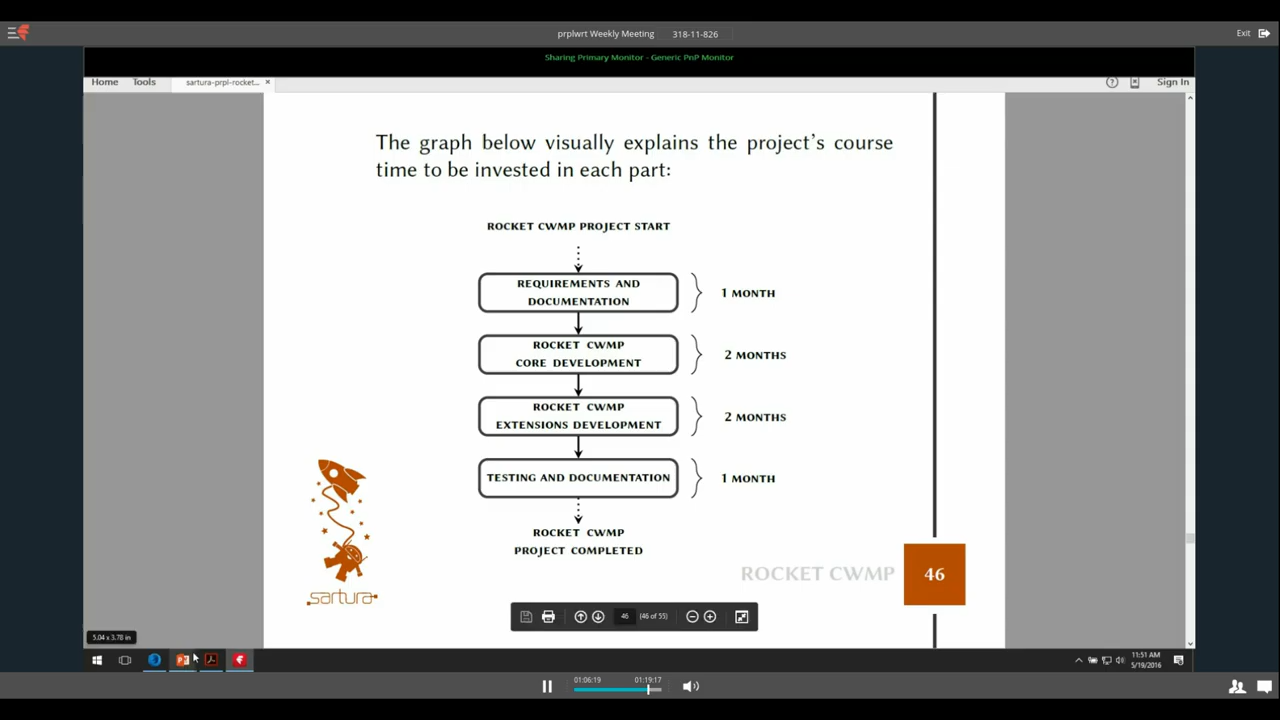 prplwrt Weekly Meeting 318-11-826
Exit
Sharing Primary Monitor - Generic PnP Monitor
Home Tools sartura-prpl-rocket... ×
? Sign In
The graph below visually explains the project's course
time to be invested in each part:
ROCKET CWMP PROJECT START
REQUIREMENTS AND
DOCUMENTATION
1 MONTH
ROCKET CWMP
CORE DEVELOPMENT
2 MONTHS
ROCKET CWMP
EXTENSIONS DEVELOPMENT
2 MONTHS
TESTING AND DOCUMENTATION
1 MONTH
ROCKET CWMP
PROJECT COMPLETED
sartura
ROCKET CWMP 46
46 (46 of 55)
5.04 x 3.78 in
11:51 AM
5/19/2016
01:06:19 01:19:17